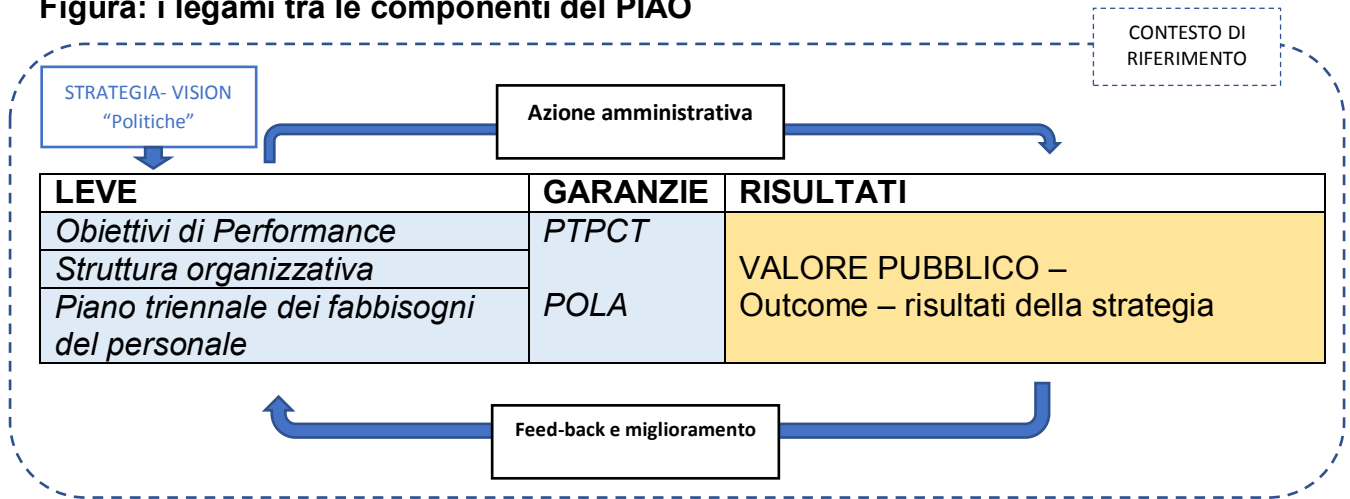 Figura: i legami tra le componenti del PIAO
CONTESTO DI
RIFERIMENTO
STRATEGIA- VISION
“Politiche”
Azione amministrativa
LEVE
GARANZIE
RISULTATI
Obiettivi di Performance
PTPCT
Struttura organizzativa
VALORE PUBBLICO –
Piano triennale dei fabbisogni
POLA
Outcome – risultati della strategia
del personale
Feed-back e miglioramento